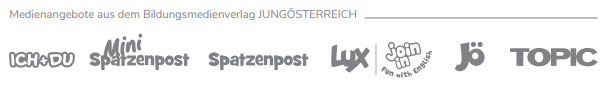 Medienangebote aus dem Bildungsmedienverlag JUNGÖSTERREICH
ICH+DU Mini Spatzenpost Spatzenpost LUX join in Fun with English Jö TOPIC